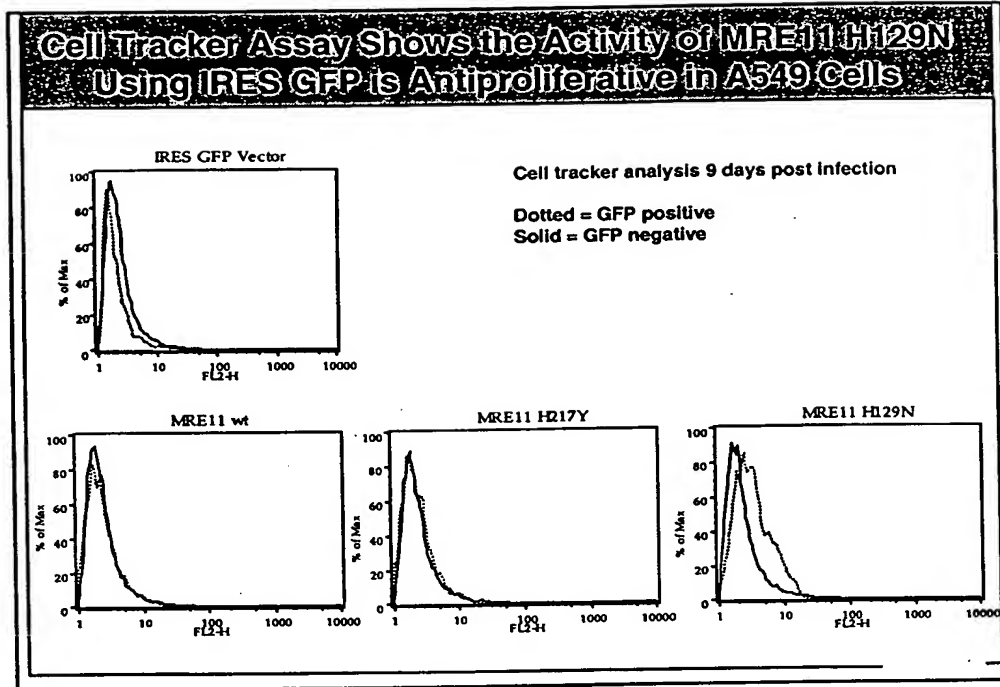 Cell Tracker Assay Shows the Activity of MRE11 H129N
Using IRES GFP is Antiproliferative in A549 Cells
IRES GFP Vector
100
80
60
40
20
0
% of Max
1 10 100 1000 10000
FL2-H
Cell tracker analysis 9 days post infection
Dotted = GFP positive
Solid = GFP negative
MRE11 wt
100
80
60
40
20
0
% of Max
1 10 100 1000 10000
FL2-H
MRE11 H217Y
100
80
60
40
20
0
% of Max
1 10 100 1000 10000
FL2-H
MRE11 H129N
100
80
60
40
20
0
% of Max
1 10 100 1000 10000
FL2-H